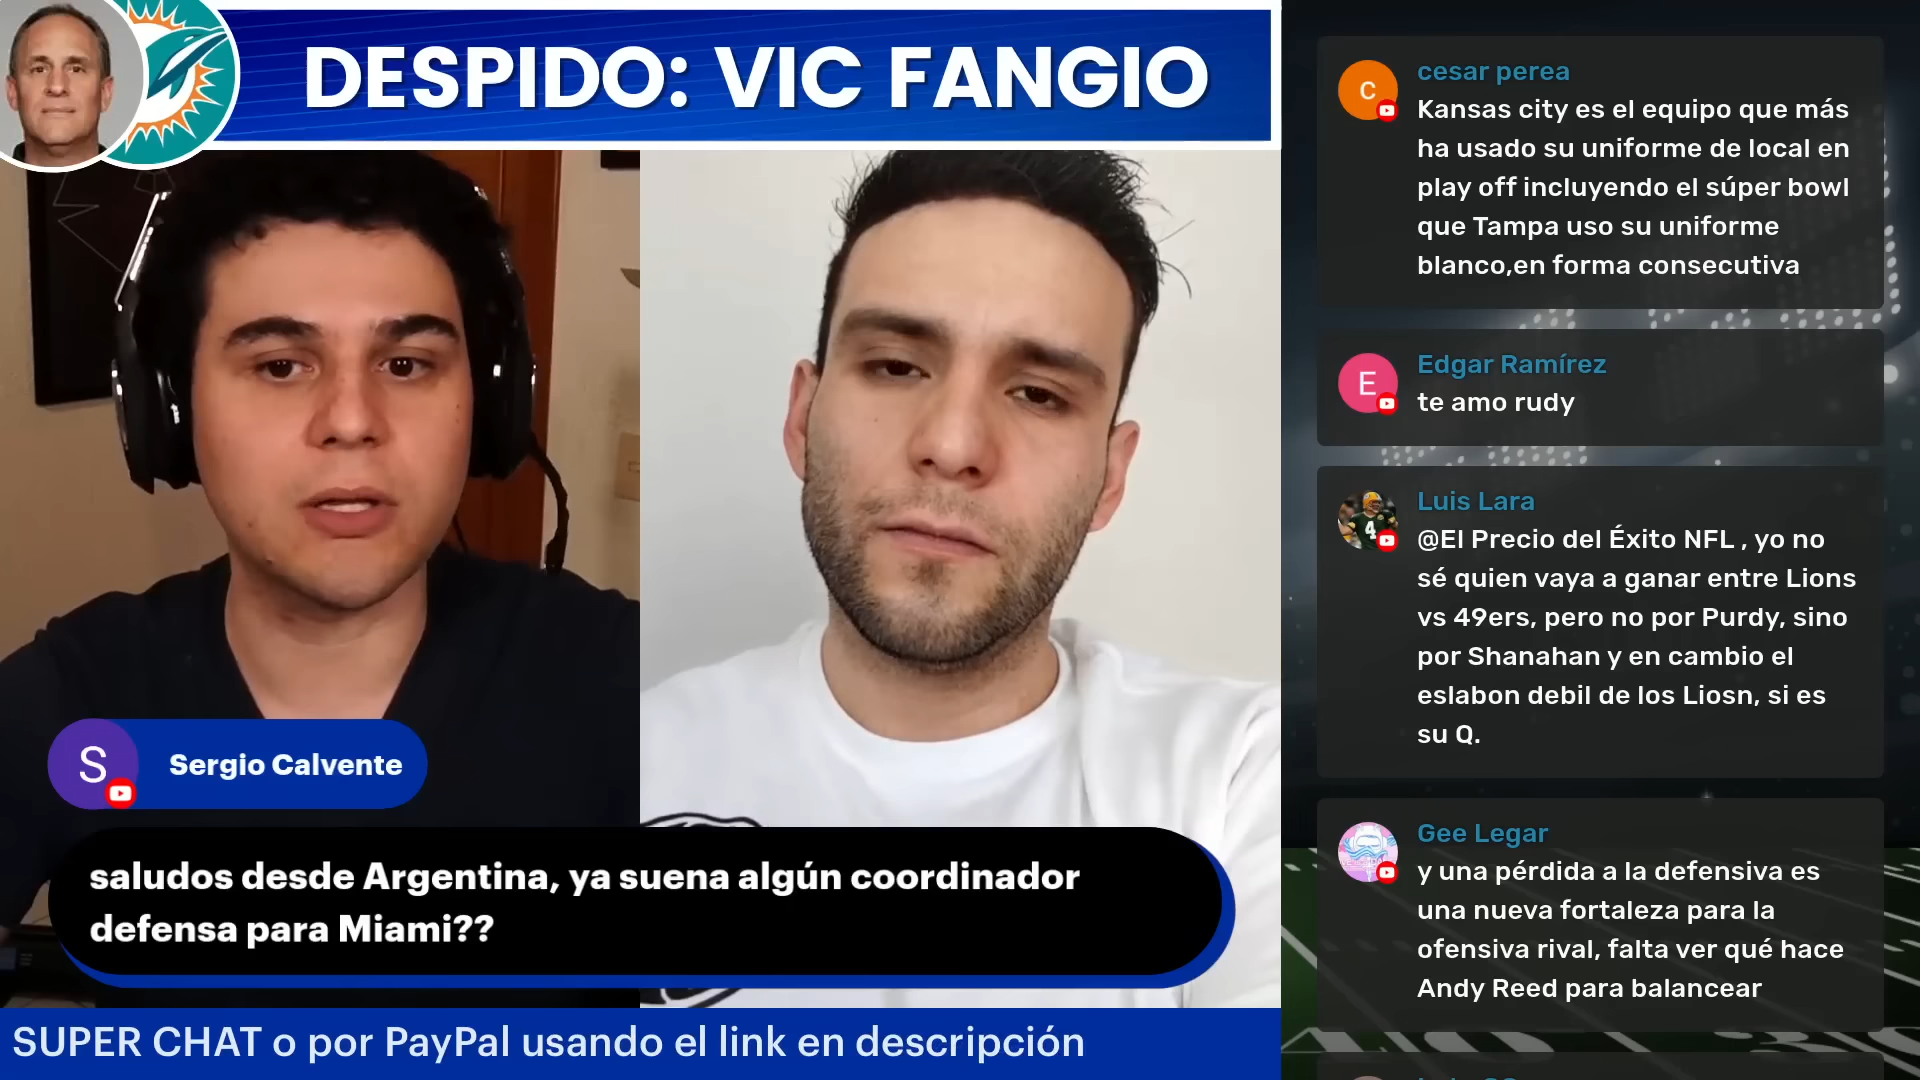 DESPIDO: VIC FANGIO
S
Sergio Calvente
saludos desde Argentina, ya suena algún coordinador
defensa para Miami??
SUPER CHAT o por PayPal usando el link en descripción
C
cesar perea
Kansas city es el equipo que más
ha usado su uniforme de local en
play off incluyendo el súper bowl
que Tampa uso su uniforme
blanco,en forma consecutiva
E
Edgar Ramírez
te amo rudy
4
Luis Lara
@El Precio del Éxito NFL , yo no
sé quien vaya a ganar entre Lions
vs 49ers, pero no por Purdy, sino
por Shanahan y en cambio el
eslabon debil de los Liosn, si es
su Q.
Gee Legar
y una pérdida a la defensiva es
una nueva fortaleza para la
ofensiva rival, falta ver qué hace
Andy Reed para balancear